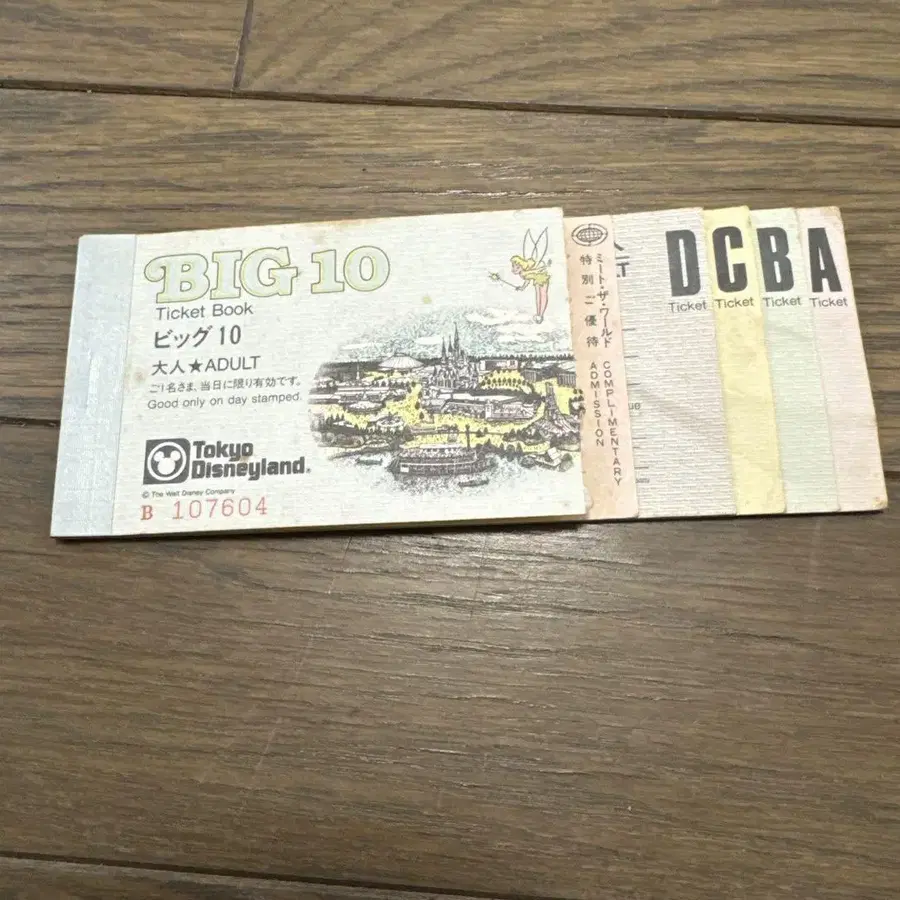 BIG 10
Ticket Book
ビッグ 10
大人★ADULT
ご1名さま、当日に限り有効です。
Good only on day stamped.
Tokyo
Disneyland®
© The Walt Disney Company
B 107604
ミート・ザ・ワールド
特別ご優待
COMPLIMENTARY
ADMISSION
D
Ticket
C
Ticket
B
Ticket
A
Ticket